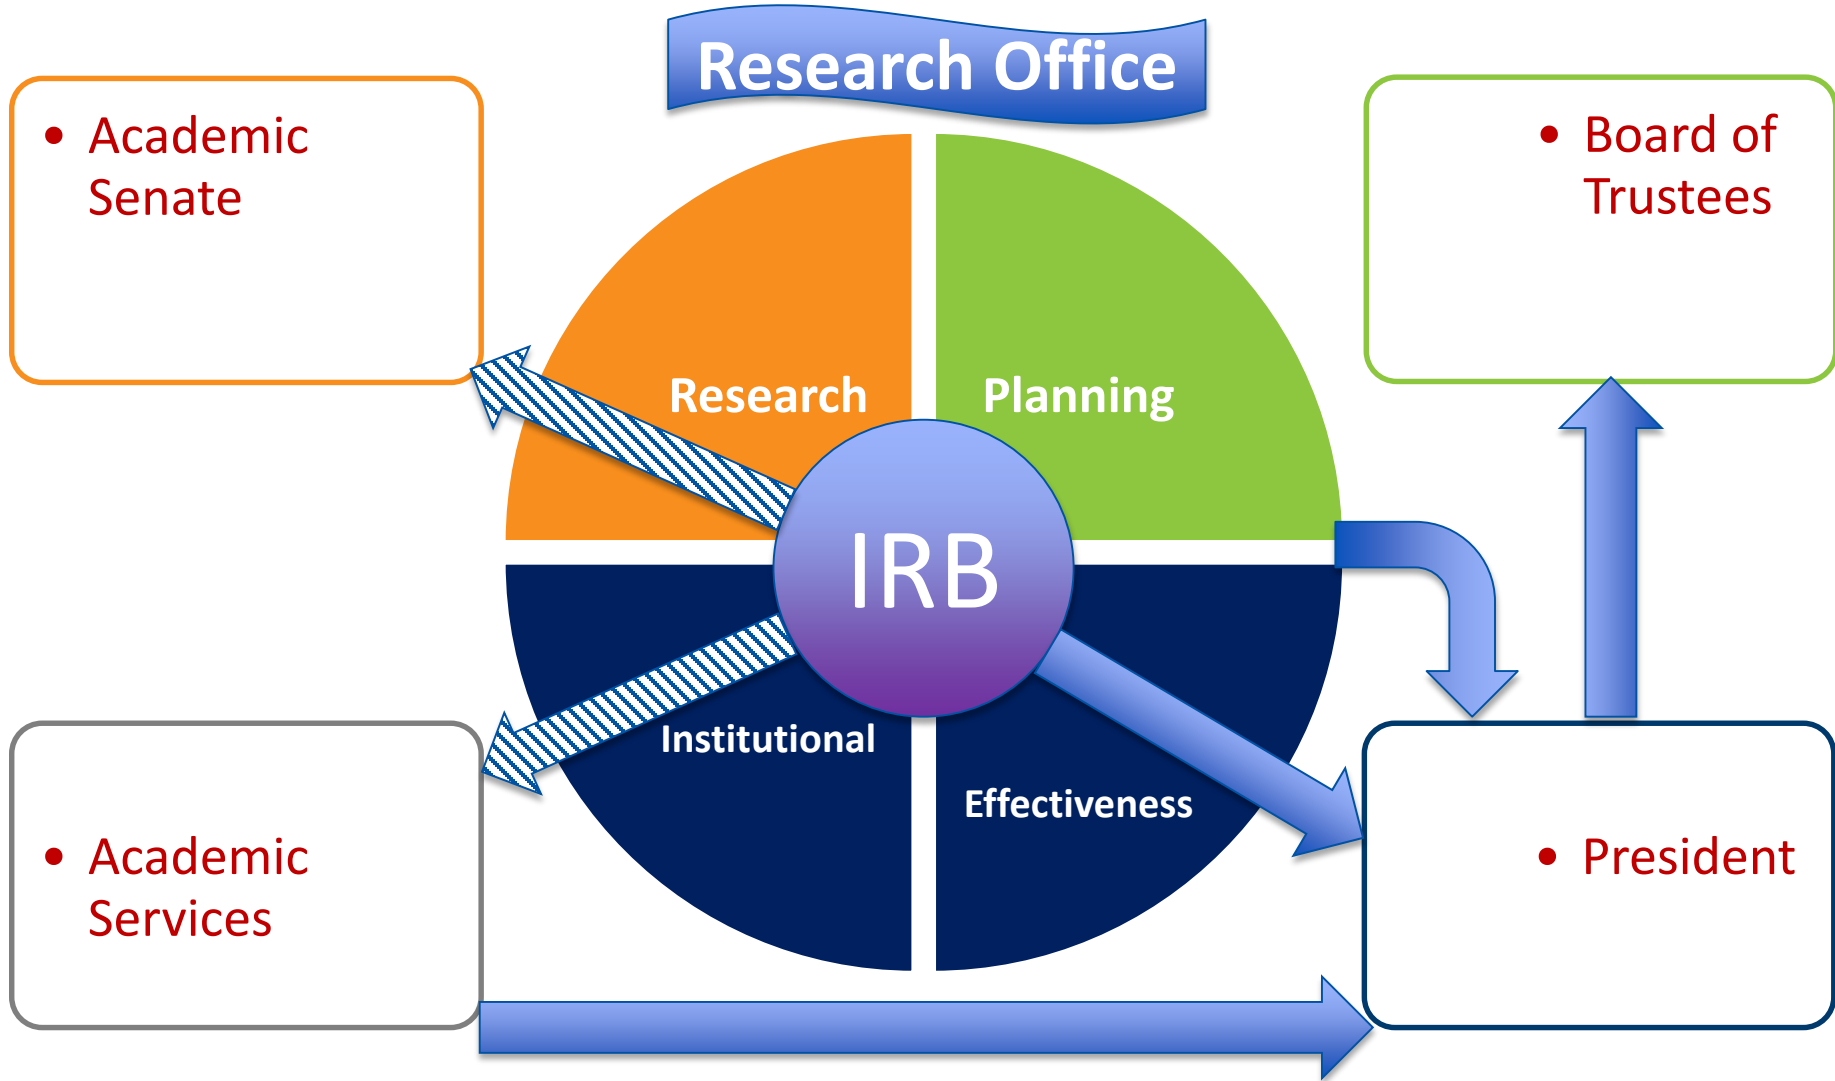 Research Office
• Academic
Senate
• Board of
Trustees
Research
Planning
IRB
Institutional
Effectiveness
• Academic
Services
• President